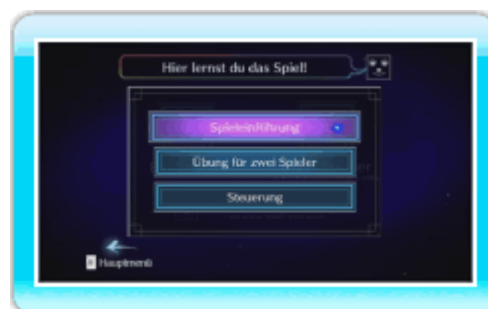 Hier lernst du das Spiel!
Spieleinführung
Übung für zwei Spieler
Steuerung
Hauptmenü